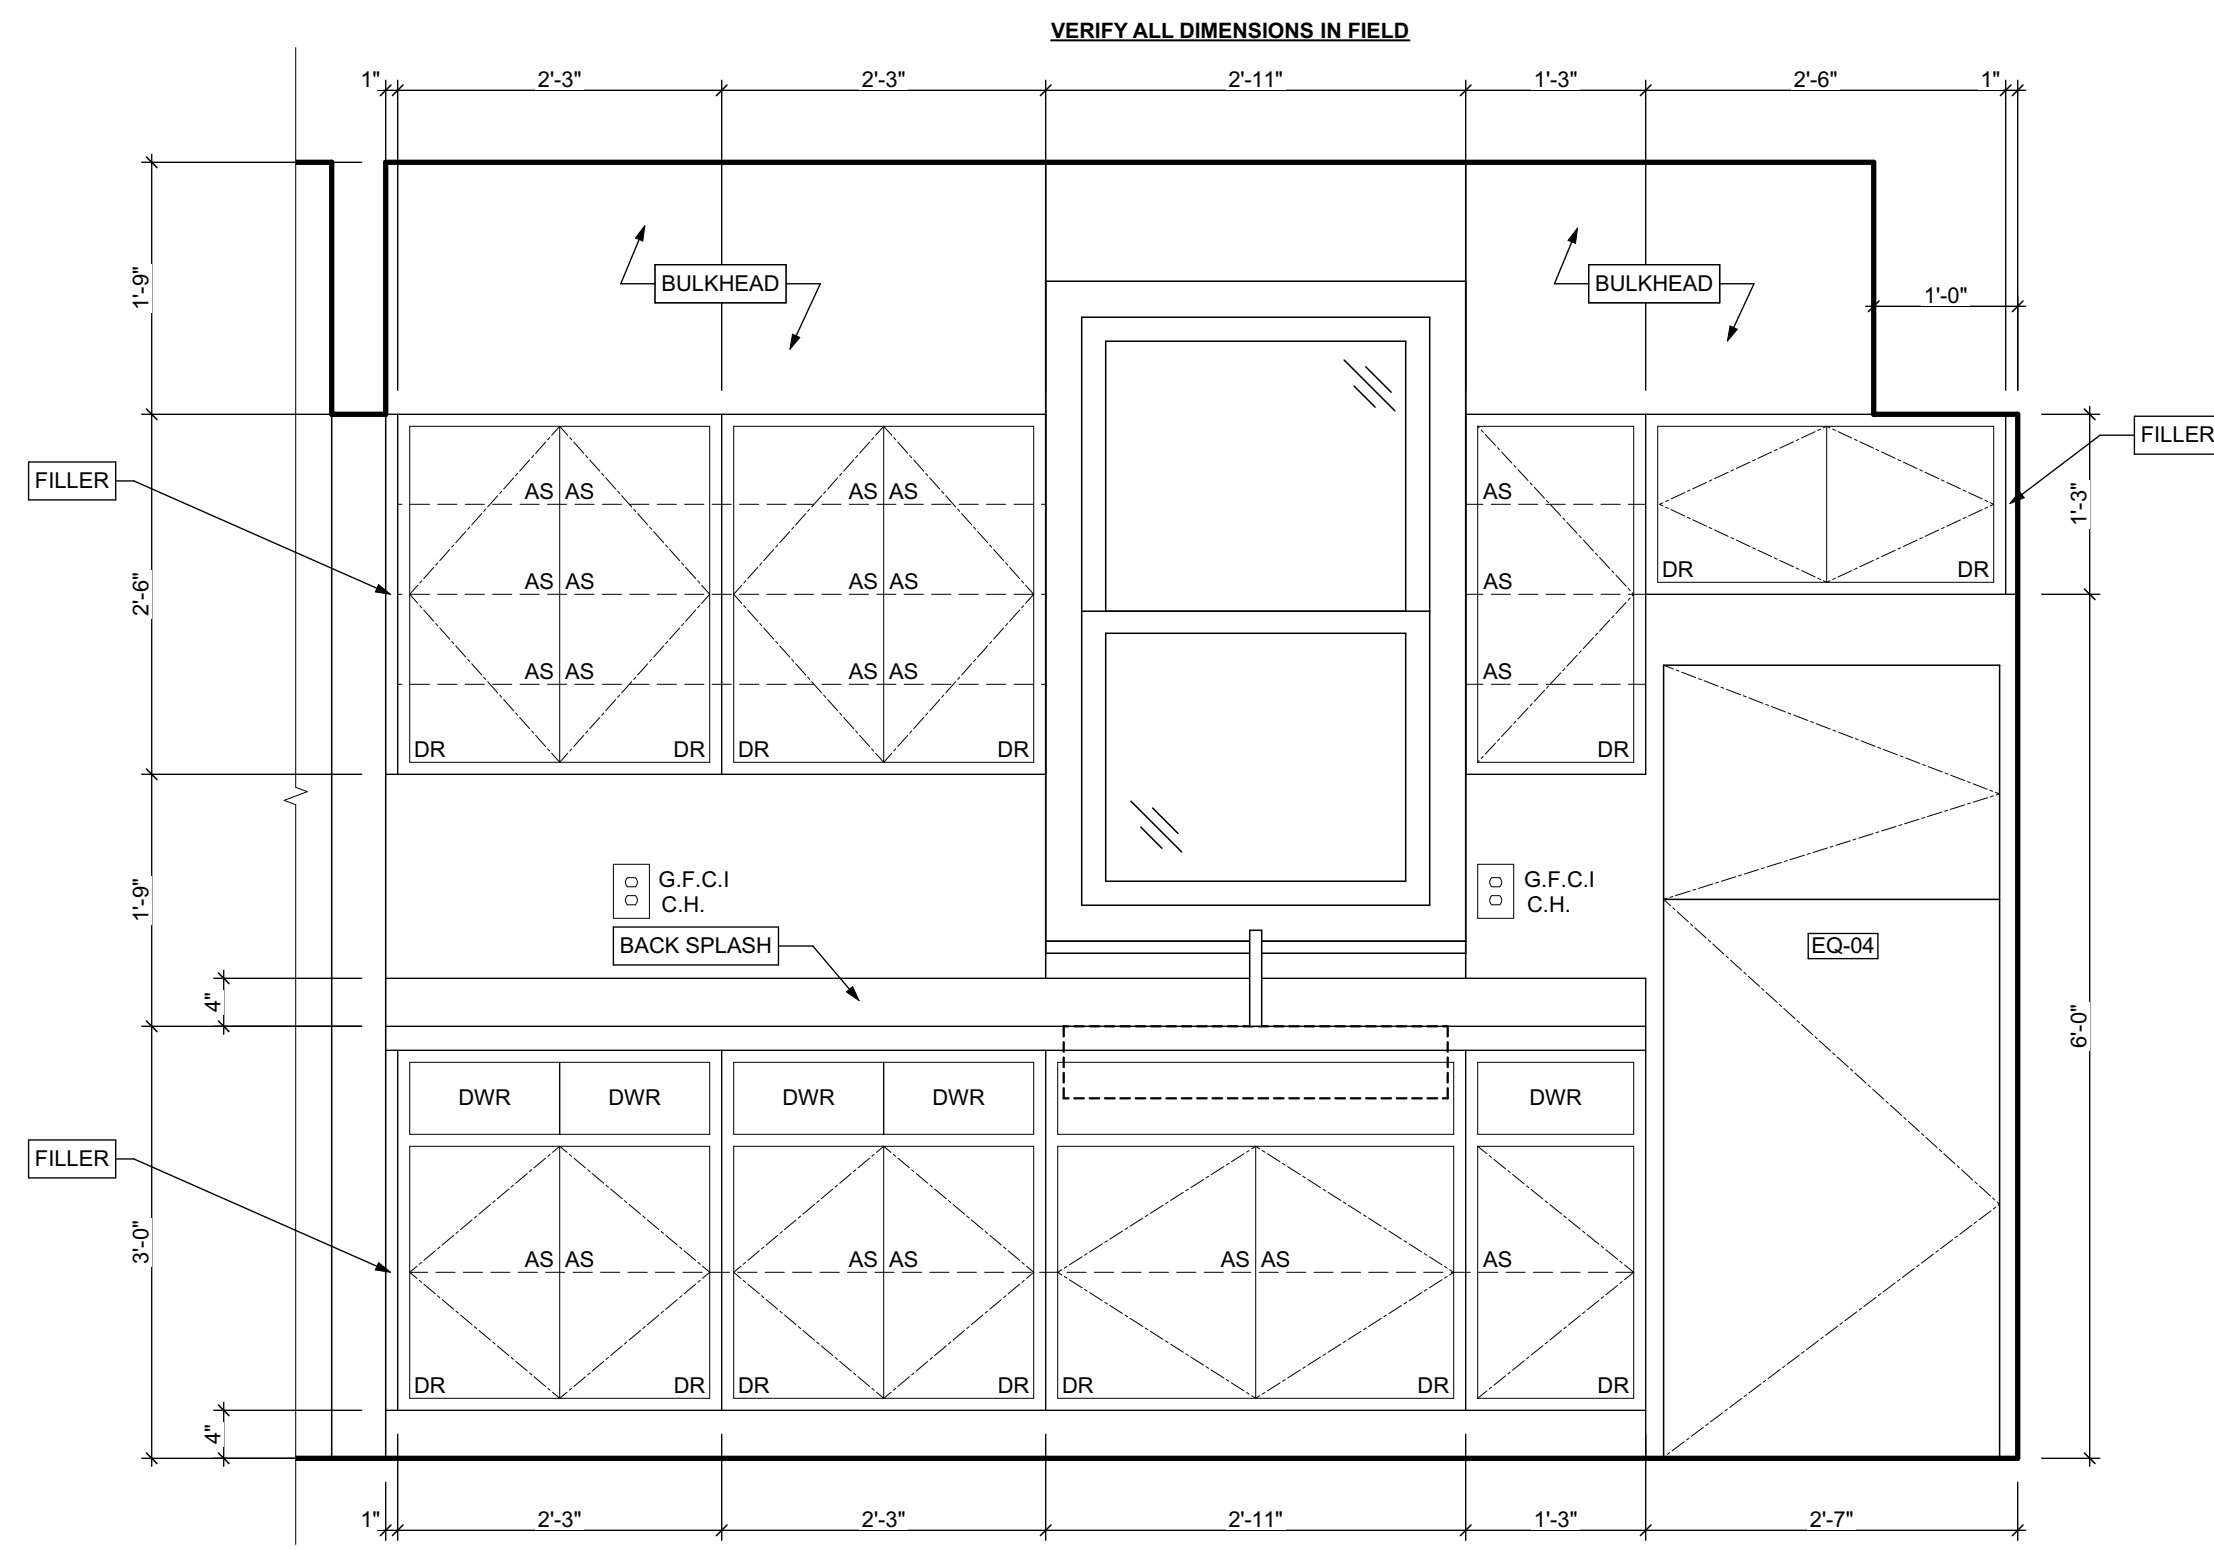 VERIFY ALL DIMENSIONS IN FIELD
1" 2'-3" 2'-3" 2'-11" 1'-3" 2'-6" 1"
1'-9"
BULKHEAD
BULKHEAD
1'-0"
FILLER
FILLER
AS AS AS AS AS
1'-3"
2'-6"
AS AS AS AS AS
DR DR
AS AS AS AS AS
DR DR DR DR DR
1'-9"
G.F.C.I
C.H.
G.F.C.I
C.H.
BACK SPLASH
EQ-04
4"
6'-0"
DWR DWR DWR DWR DWR
FILLER
3'-0"
AS AS AS AS AS AS AS
DR DR DR DR DR DR DR
4"
1" 2'-3" 2'-3" 2'-11" 1'-3" 2'-7"